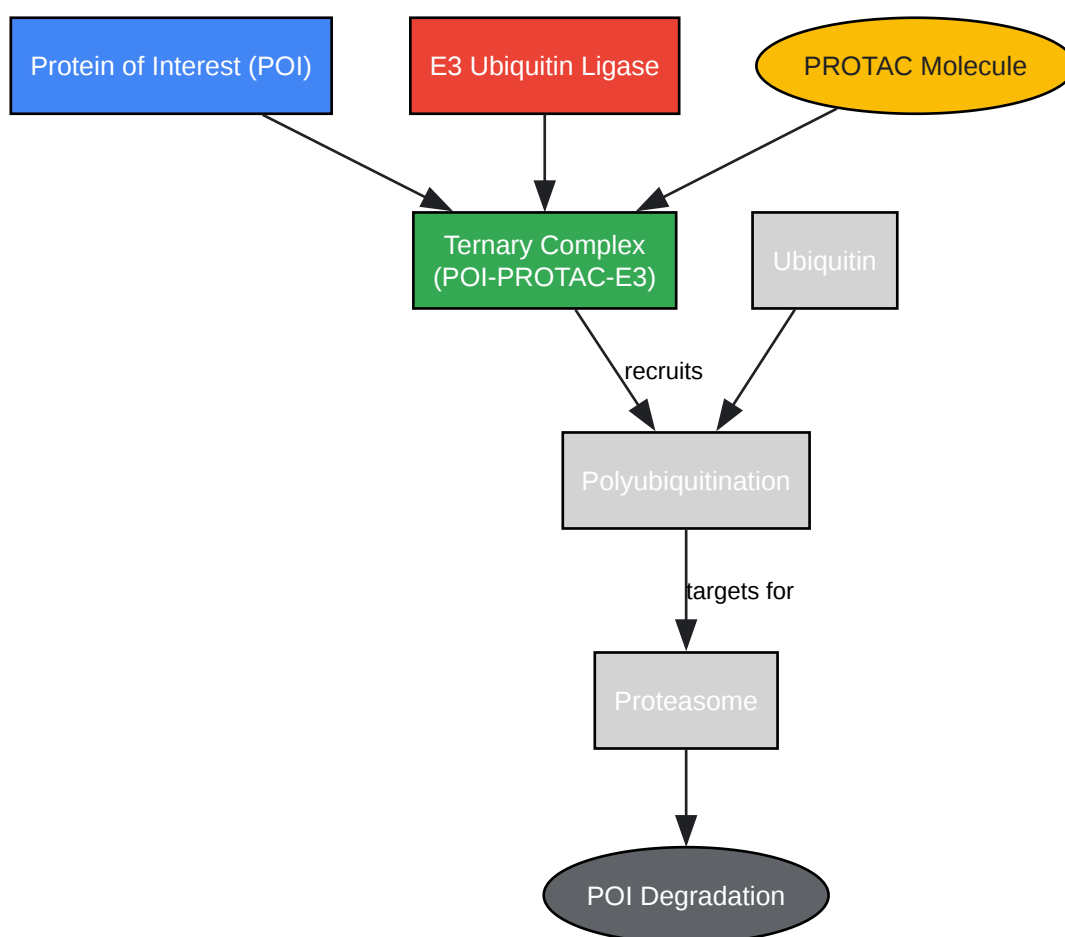 Protein of Interest (POI)
E3 Ubiquitin Ligase
PROTAC Molecule
Ternary Complex
(POI-PROTAC-E3)
Ubiquitin
recruits
Polyubiquitination
targets for
Proteasome
POI Degradation